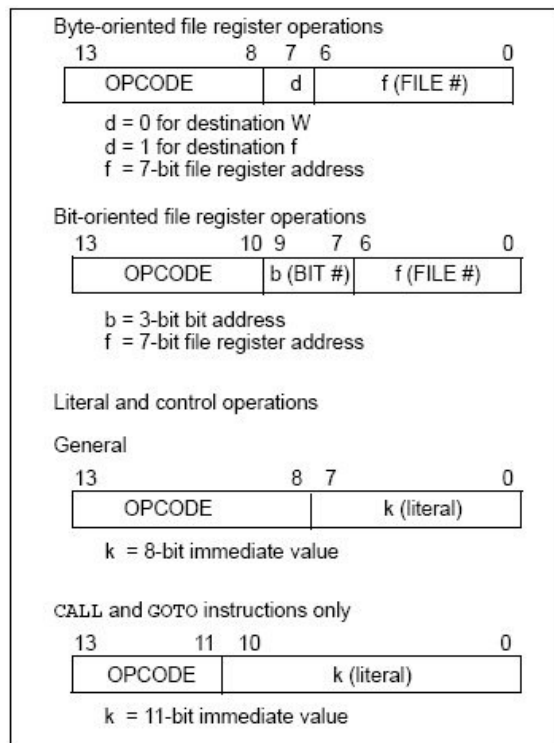 Byte-oriented file register operations
13 8 7 6 0
OPCODE d f (FILE #)
d = 0 for destination W
d = 1 for destination f
f = 7-bit file register address
Bit-oriented file register operations
13 10 9 7 6 0
OPCODE b (BIT #) f (FILE #)
b = 3-bit bit address
f = 7-bit file register address
Literal and control operations
General
13 8 7 0
OPCODE k (literal)
k = 8-bit immediate value
CALL and GOTO instructions only
13 11 10 0
OPCODE k (literal)
k = 11-bit immediate value